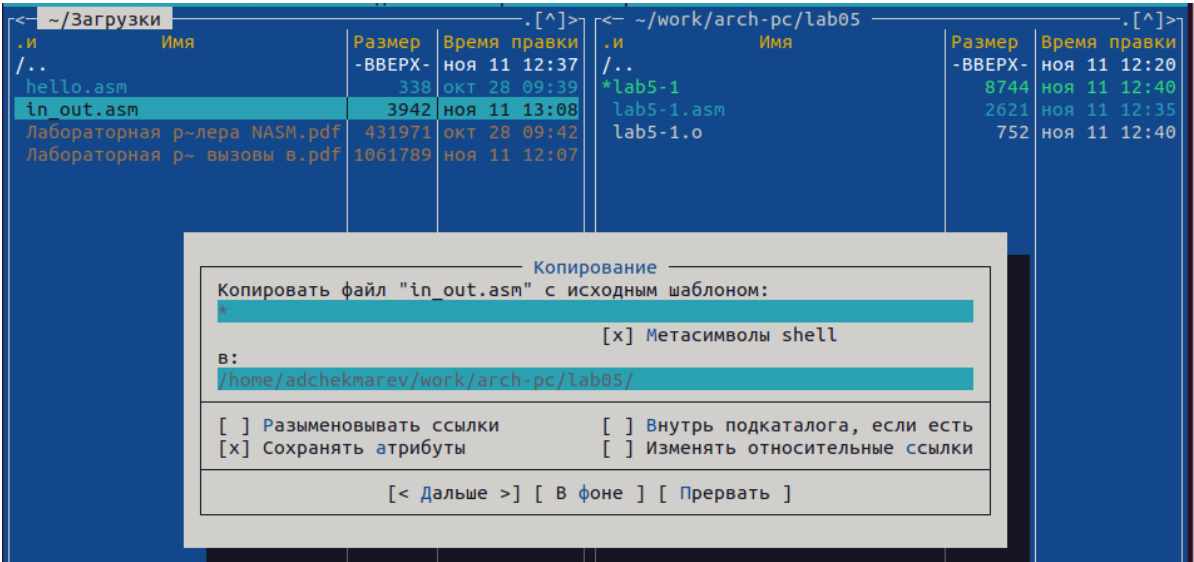 ~/Загрузки .[^]>
.и Имя Размер Время правки
/.. -ВВЕРХ- ноя 11 12:37
hello.asm 338 окт 28 09:39
in_out.asm 3942 ноя 11 13:08
Лабораторная р~лера NASM.pdf 431971 окт 28 09:42
Лабораторная р~ вызовы в.pdf 1061789 ноя 11 12:07
<─ ~/work/arch-pc/lab05 .[^]>
.и Имя Размер Время правки
/.. -ВВЕРХ- ноя 11 12:20
*lab5-1 8744 ноя 11 12:40
lab5-1.asm 2621 ноя 11 12:35
lab5-1.o 752 ноя 11 12:40
Копирование
Копировать файл "in_out.asm" с исходным шаблоном:
*
[x] Метасимволы shell
в:
/home/adchekmarev/work/arch-pc/lab05/
[ ] Разыменовывать ссылки [ ] Внутрь подкаталога, если есть
[x] Сохранять атрибуты [ ] Изменять относительные ссылки
[< Дальше >] [ В фоне ] [ Прервать ]